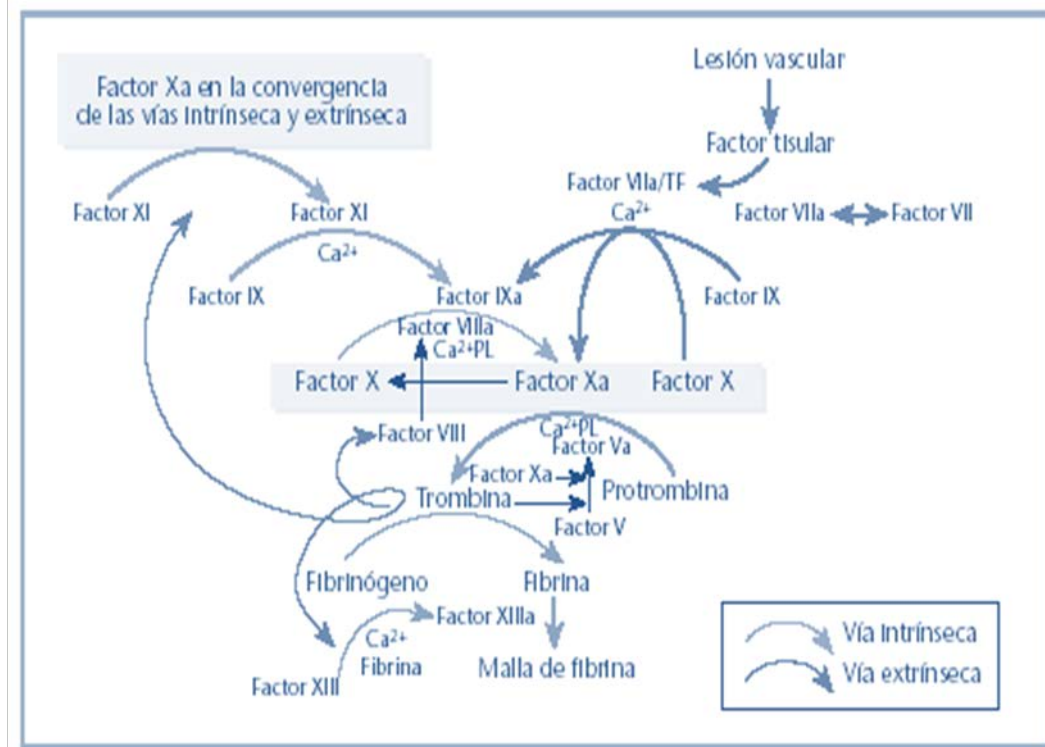 Lesión vascular
Factor Xa en la convergencia
de las vías intrínseca y extrínseca
Factor tisular
Factor VIIa/TF
Ca2+
Factor XI
Factor XI
Factor VIIa
Factor VII
Ca2+
Factor IX
Factor IXa
Factor IX
Factor VIIIa
Ca2+PL
Factor X
Factor Xa
Factor X
Ca2+PL
Factor VIII
Factor Va
Factor Xa
Trombina
Protrombina
Factor V
Fibrinógeno
Fibrina
Factor XIIIa
Ca2+
Fibrina
Factor XIII
Malla de fibrina
Vía intrínseca
Vía extrínseca